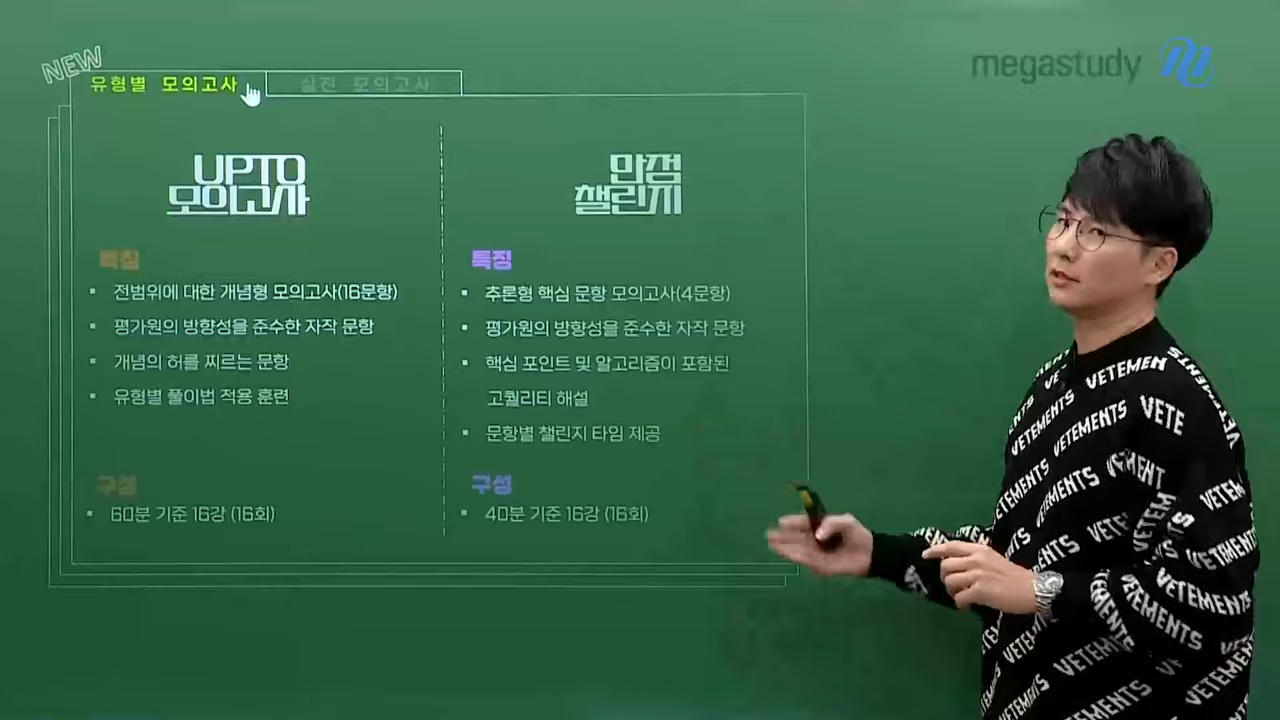 NEW
유형별 모의고사
실전 모의고사
megastudy M
UPTO
모의고사
특징
전범위에 대한 개념형 모의고사(16문항)
평가원의 방향성을 준수한 자작 문항
개념의 허를 찌르는 문항
유형별 풀이법 적용 훈련
구성
60분 기준 16강 (16회)
만점
챌린지
특징
추론형 핵심 문항 모의고사(4문항)
평가원의 방향성을 준수한 자작 문항
핵심 포인트 및 알고리즘이 포함된
고퀄리티 해설
문항별 챌린지 타임 제공
구성
40분 기준 16강 (16회)
VETEMENTS
VETEMENTS
VETEMENTS
VETEMENTS